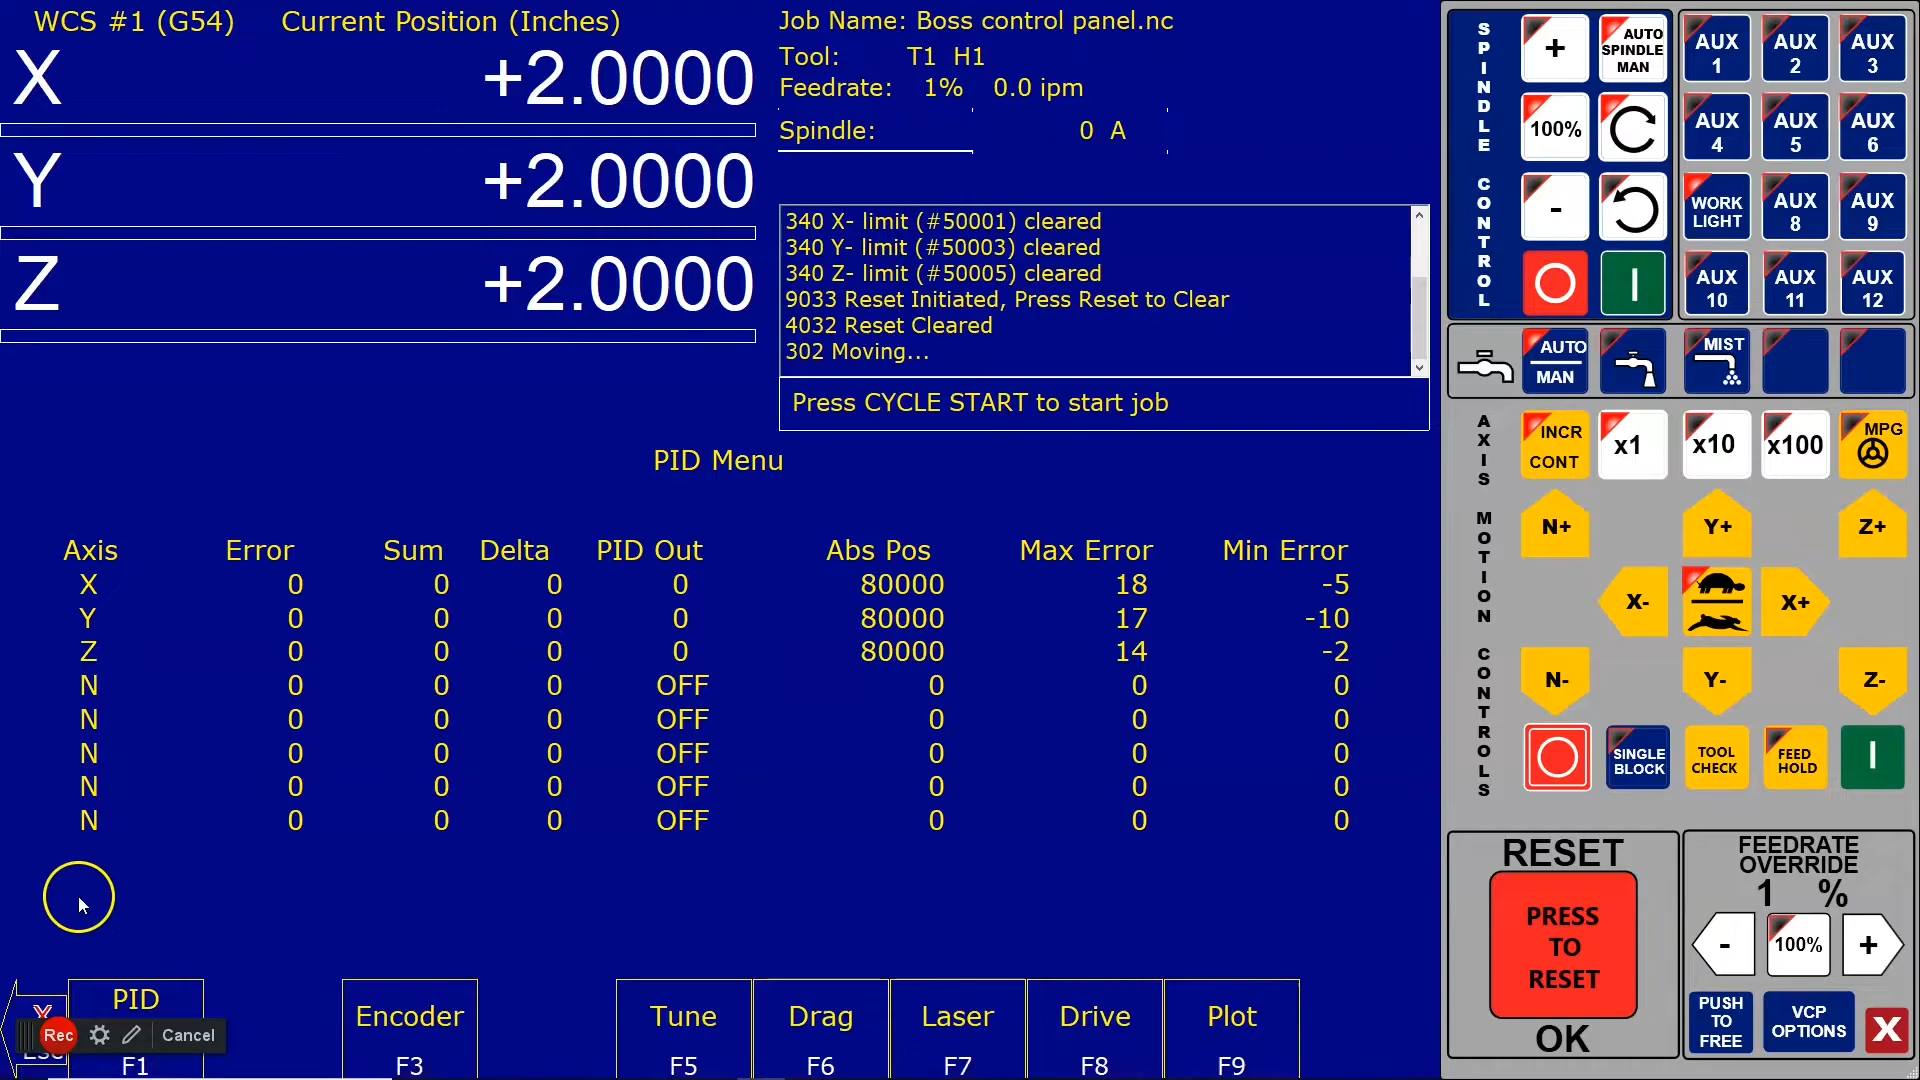 WCS #1 (G54) Current Position (Inches)
X +2.0000
Y +2.0000
Z +2.0000
Job Name: Boss control panel.nc
Tool: T1 H1
Feedrate: 1% 0.0 ipm
Spindle: 0 A
340 X- limit (#50001) cleared
340 Y- limit (#50003) cleared
340 Z- limit (#50005) cleared
9033 Reset Initiated, Press Reset to Clear
4032 Reset Cleared
302 Moving...
Press CYCLE START to start job
PID Menu
Axis Error Sum Delta PID Out Abs Pos Max Error Min Error
X 0 0 0 0 80000 18 -5
Y 0 0 0 0 80000 17 -10
Z 0 0 0 0 80000 14 -2
N 0 0 0 OFF 0 0 0
N 0 0 0 OFF 0 0 0
N 0 0 0 OFF 0 0 0
N 0 0 0 OFF 0 0 0
N 0 0 0 OFF 0 0 0
PID
F1
Encoder
F3
Tune
F5
Drag
F6
Laser
F7
Drive
F8
Plot
F9
Rec Cancel
SPINDLE CONTROL
+
AUTO
SPINDLE
MAN
100%
-
AUX
1
AUX
2
AUX
3
AUX
4
AUX
5
AUX
6
WORK
LIGHT
AUX
8
AUX
9
AUX
10
AUX
11
AUX
12
AUTO
MAN
MIST
AXIS MOTION CONTROLS
INCR
CONT
x1
x10
x100
MPG
N+
Y+
Z+
X-
X+
N-
Y-
Z-
SINGLE
BLOCK
TOOL
CHECK
FEED
HOLD
RESET
PRESS
TO
RESET
OK
FEEDRATE
OVERRIDE
1 %
-
100%
+
PUSH
TO
FREE
VCP
OPTIONS
X